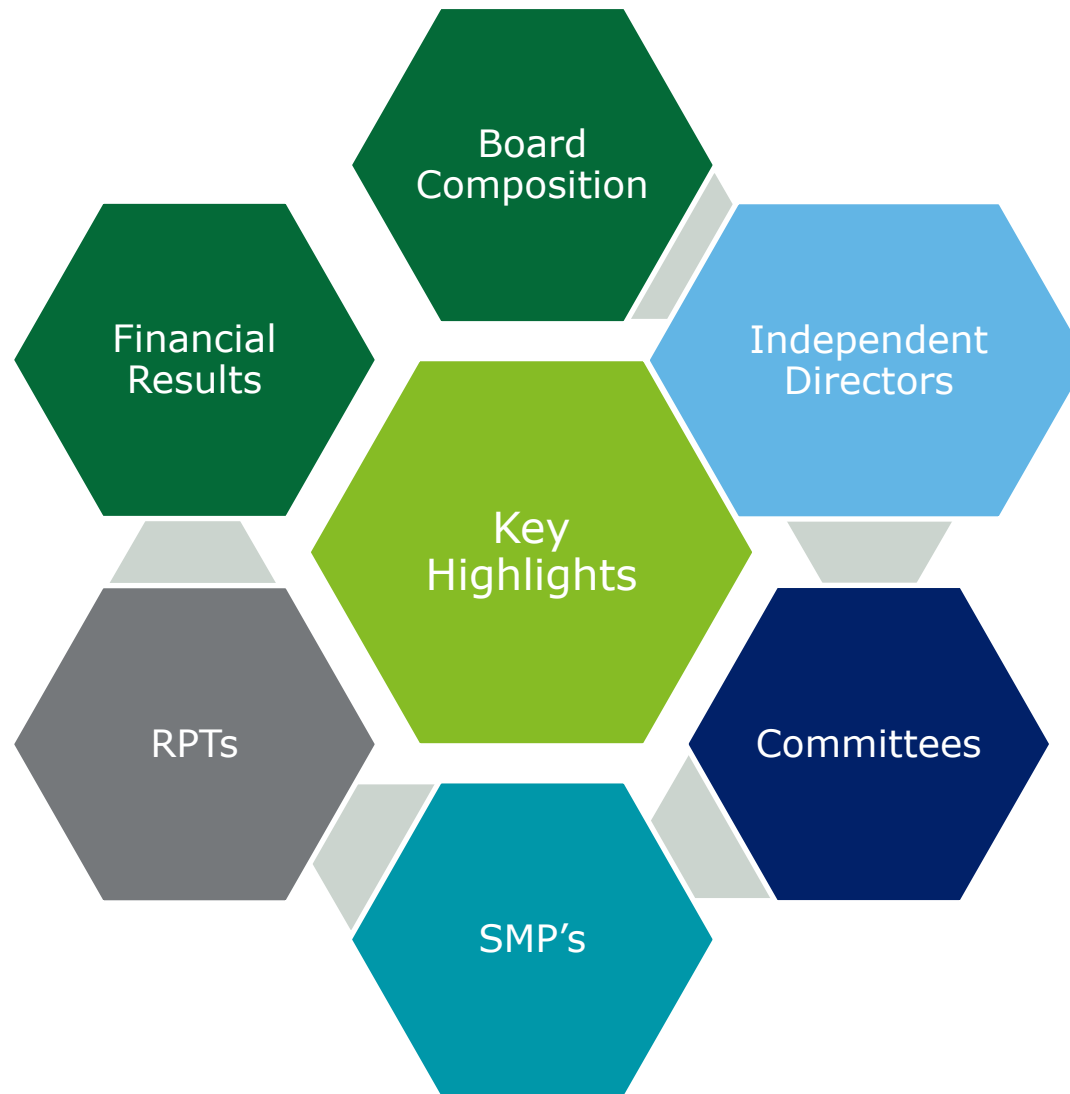 Board
Composition
Independent
Directors
Financial
Results
Key
Highlights
RPTs
Committees
SMP’s